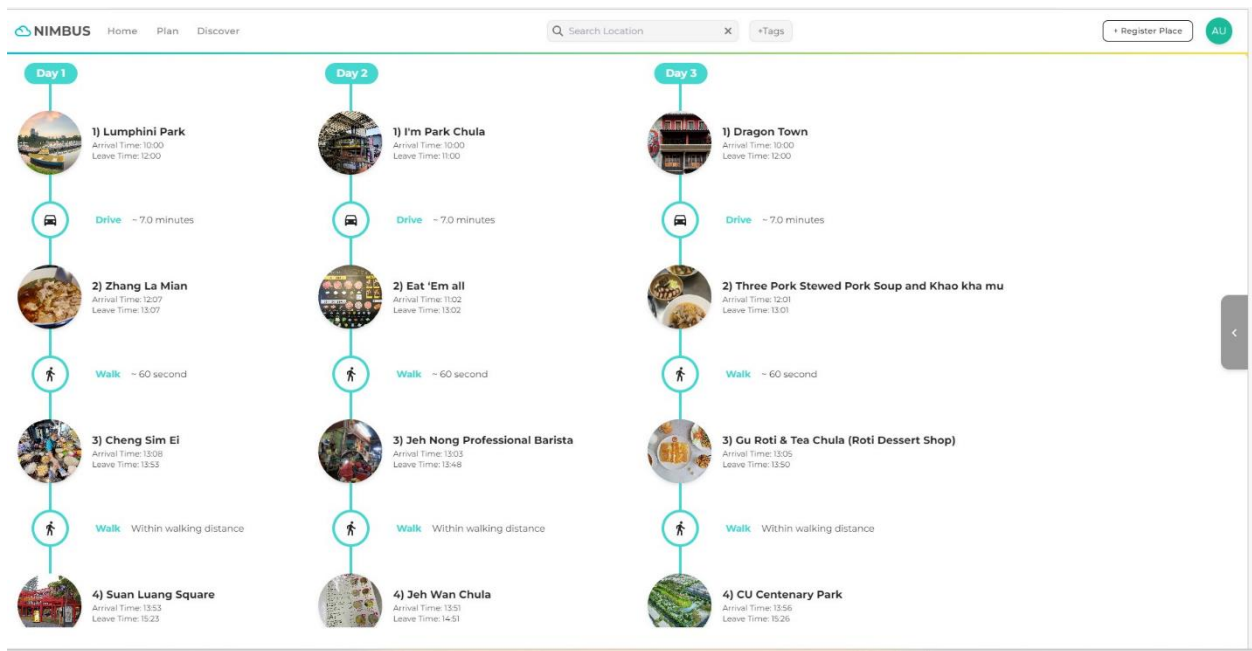 NIMBUS Home Plan Discover Search Location × +Tags + Register Place AU
Day 1
1) Lumphini Park
Arrival Time: 10:00
Leave Time: 12:00
Drive ~ 7.0 minutes
2) Zhang La Mian
Arrival Time: 12:07
Leave Time: 13:07
Walk ~ 60 second
3) Cheng Sim Ei
Arrival Time: 13:08
Leave Time: 13:53
Walk Within walking distance
4) Suan Luang Square
Arrival Time: 13:53
Leave Time: 15:23
Day 2
1) I'm Park Chula
Arrival Time: 10:00
Leave Time: 11:00
Drive ~ 7.0 minutes
2) Eat 'Em all
Arrival Time: 11:02
Leave Time: 13:02
Walk ~ 60 second
3) Jeh Nong Professional Barista
Arrival Time: 13:03
Leave Time: 13:48
Walk Within walking distance
4) Jeh Wan Chula
Arrival Time: 13:51
Leave Time: 14:51
Day 3
1) Dragon Town
Arrival Time: 10:00
Leave Time: 12:00
Drive ~ 7.0 minutes
2) Three Pork Stewed Pork Soup and Khao kha mu
Arrival Time: 12:01
Leave Time: 13:01
Walk ~ 60 second
3) Gu Roti & Tea Chula (Roti Dessert Shop)
Arrival Time: 13:05
Leave Time: 13:50
Walk Within walking distance
4) CU Centenary Park
Arrival Time: 13:56
Leave Time: 15:26